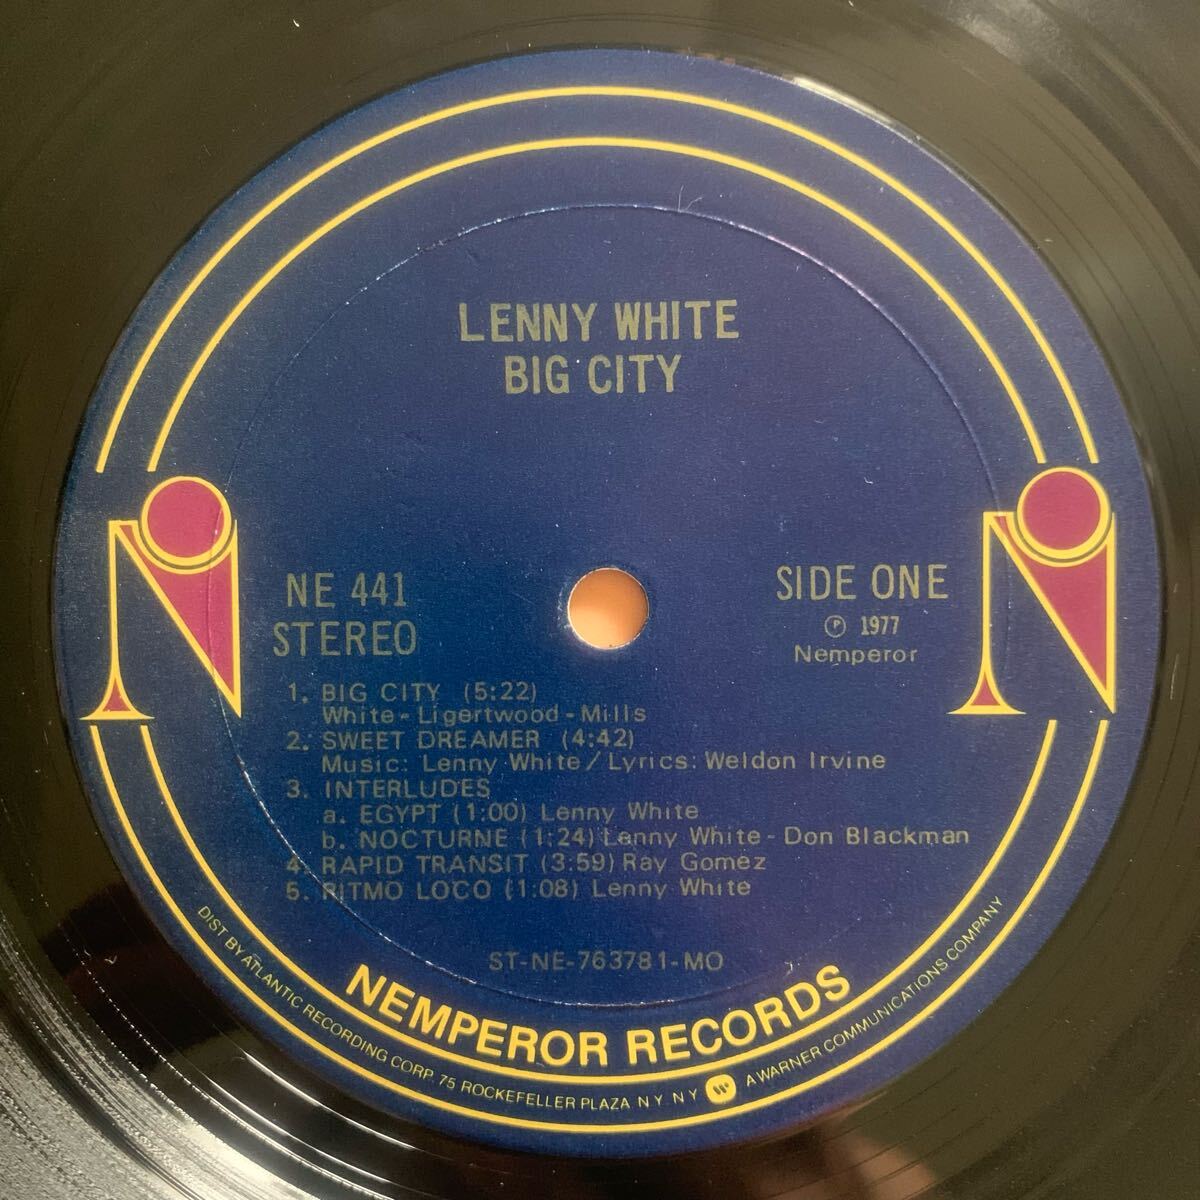 LENNY WHITE
BIG CITY
NE 441
STEREO
SIDE ONE
Ⓟ 1977
Nemperor
1. BIG CITY (5:22)
White-Ligertwood-Mills
2. SWEET DREAMER (4:42)
Music: Lenny White/Lyrics: Weldon Irvine
3. INTERLUDES
a. EGYPT (1:00) Lenny White
b. NOCTURNE (1:24) Lenny White-Don Blackman
4. RAPID TRANSIT (3:59) Ray Gomez
5. RITMO LOCO (1:08) Lenny White
ST-NE-763781-MO
NEMPEROR RECORDS
DIST BY ATLANTIC RECORDING CORP. 75 ROCKEFELLER PLAZA N.Y. N.Y. A WARNER COMMUNICATIONS COMPANY